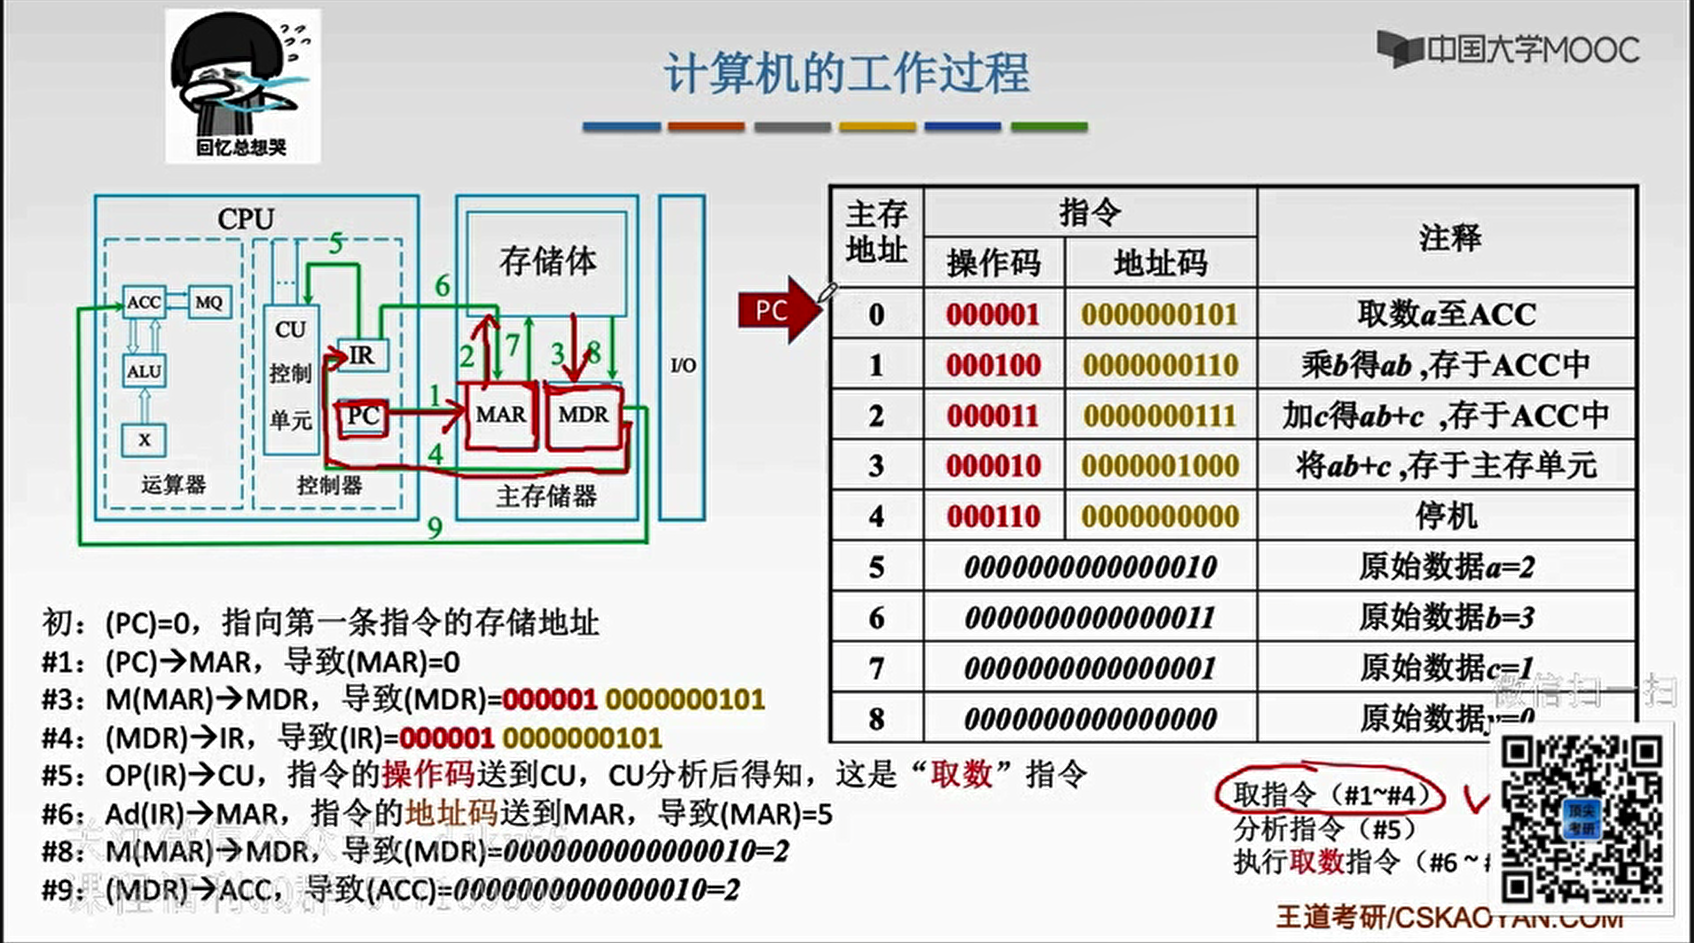 回忆总想哭
计算机的工作过程
中国大学MOOC
CPU
5
ACC
MQ
ALU
X
运算器
CU
控制
单元
IR
PC
控制器
6
1
4
9
存储体
2
7
3
8
MAR
MDR
主存储器
I/O
PC
主存地址 指令 注释
操作码 地址码
0 000001 0000000101 取数a至ACC
1 000100 0000000110 乘b得ab,存于ACC中
2 000011 0000000111 加c得ab+c ,存于ACC中
3 000010 0000001000 将ab+c ,存于主存单元
4 000110 0000000000 停机
5 0000000000000010 原始数据a=2
6 0000000000000011 原始数据b=3
7 0000000000000001 原始数据c=1
8 0000000000000000 原始数据y=0
初：(PC)=0，指向第一条指令的存储地址
#1：(PC)→MAR，导致(MAR)=0
#3：M(MAR)→MDR，导致(MDR)=000001 0000000101
#4：(MDR)→IR，导致(IR)=000001 0000000101
#5：OP(IR)→CU，指令的操作码送到CU，CU分析后得知，这是“取数”指令
#6：Ad(IR)→MAR，指令的地址码送到MAR，导致(MAR)=5
#8：M(MAR)→MDR，导致(MDR)=0000000000000010=2
#9：(MDR)→ACC，导致(ACC)=0000000000000010=2
取指令（#1~#4）
分析指令（#5）
执行取数指令（#6~#
微信扫一扫
顶尖
考研
王道考研/CSKAOYAN.COM